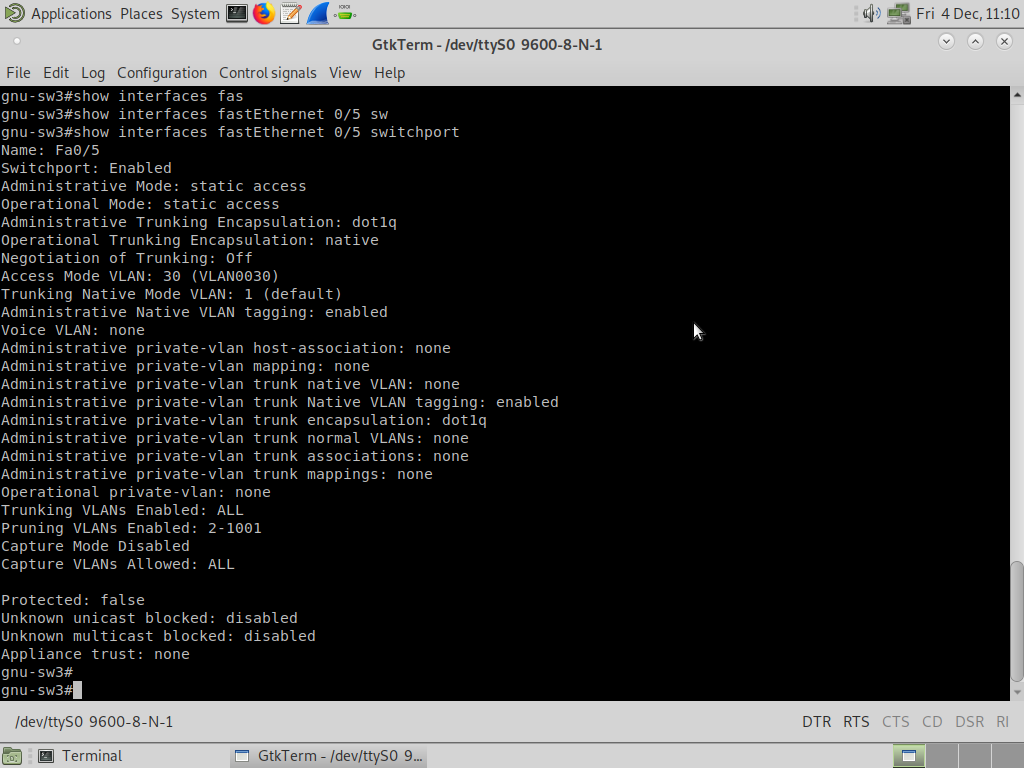 Applications Places System Fri 4 Dec, 11:10
GtkTerm - /dev/ttyS0 9600-8-N-1
File Edit Log Configuration Control signals View Help
gnu-sw3#show interfaces fas
gnu-sw3#show interfaces fastEthernet 0/5 sw
gnu-sw3#show interfaces fastEthernet 0/5 switchport
Name: Fa0/5
Switchport: Enabled
Administrative Mode: static access
Operational Mode: static access
Administrative Trunking Encapsulation: dot1q
Operational Trunking Encapsulation: native
Negotiation of Trunking: Off
Access Mode VLAN: 30 (VLAN0030)
Trunking Native Mode VLAN: 1 (default)
Administrative Native VLAN tagging: enabled
Voice VLAN: none
Administrative private-vlan host-association: none
Administrative private-vlan mapping: none
Administrative private-vlan trunk native VLAN: none
Administrative private-vlan trunk Native VLAN tagging: enabled
Administrative private-vlan trunk encapsulation: dot1q
Administrative private-vlan trunk normal VLANs: none
Administrative private-vlan trunk associations: none
Administrative private-vlan trunk mappings: none
Operational private-vlan: none
Trunking VLANs Enabled: ALL
Pruning VLANs Enabled: 2-1001
Capture Mode Disabled
Capture VLANs Allowed: ALL
Protected: false
Unknown unicast blocked: disabled
Unknown multicast blocked: disabled
Appliance trust: none
gnu-sw3#
gnu-sw3#
/dev/ttyS0 9600-8-N-1 DTR RTS CTS CD DSR RI
Terminal GtkTerm - /dev/ttyS0 9...